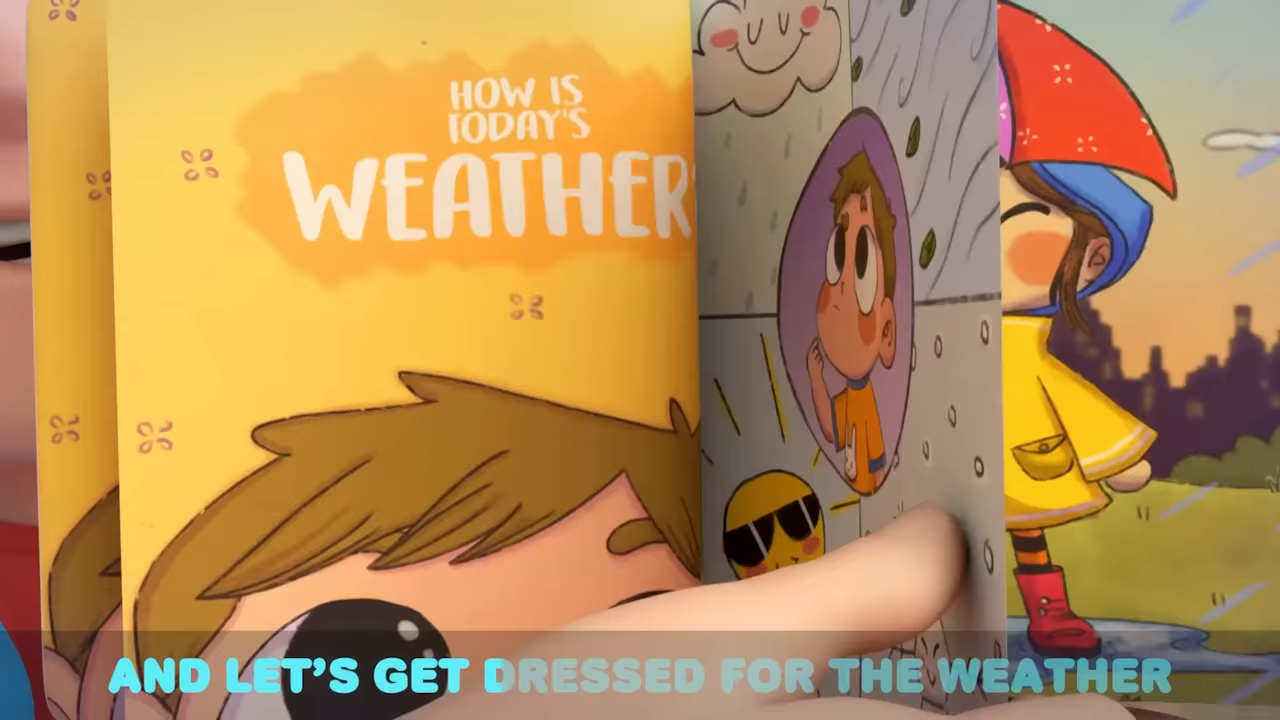 HOW IS
TODAY'S
WEATHER?
AND LET'S GET DRESSED FOR THE WEATHER